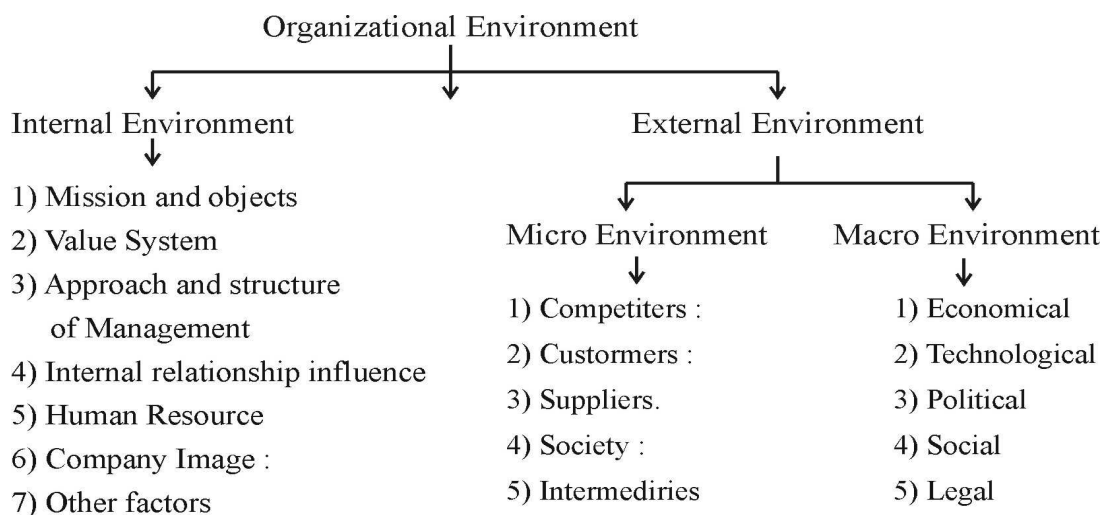 Organizational Environment
Internal Environment
1) Mission and objects
2) Value System
3) Approach and structure
of Management
4) Internal relationship influence
5) Human Resource
6) Company Image :
7) Other factors
External Environment
Micro Environment
1) Competiters :
2) Custormers :
3) Suppliers.
4) Society :
5) Intermediries
Macro Environment
1) Economical
2) Technological
3) Political
4) Social
5) Legal